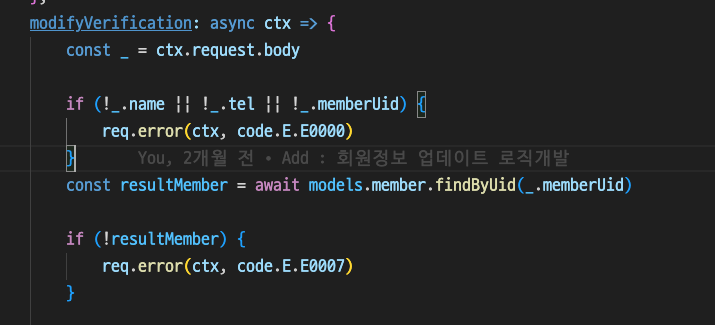 },
modifyVerification: async ctx => {
const _ = ctx.request.body
if (!_.name || !_.tel || !_.memberUid) {
req.error(ctx, code.E.E0000)
} You, 2개월 전 • Add : 회원정보 업데이트 로직개발
const resultMember = await models.member.findByUid(_.memberUid)
if (!resultMember) {
req.error(ctx, code.E.E0007)
}